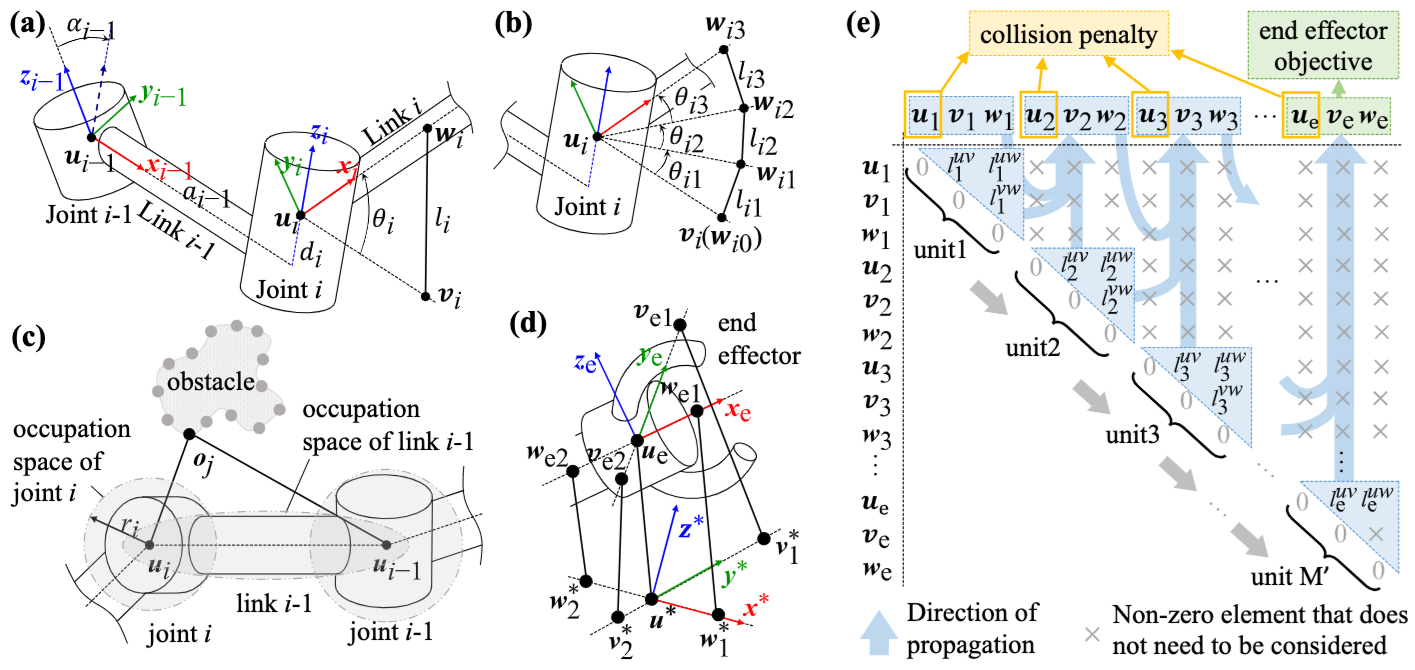 (a)
α_{i−1}
z_{i−1}
y_{i−1}
u_{i−1}
x_{i−1}
a_{i−1}
Joint i-1
Link i-1
z_i
y_i
x_i
u_i
d_i
Joint i
Link i
w_i
θ_i
l_i
v_i
(b)
w_{i3}
l_{i3}
θ_{i3}
w_{i2}
u_i
θ_{i2}
l_{i2}
θ_{i1}
w_{i1}
l_{i1}
Joint i
v_i(w_{i0})
(c)
obstacle
occupation
space of link i-1
occupation
space of
joint i
o_j
r_i
u_i
u_{i−1}
link i-1
joint i
joint i-1
(d)
v_{e1}
end
effector
z_e
y_e
w_{e1}
x_e
w_{e2}
v_{e2}
u_e
z*
v_1*
y*
w_2*
x*
v_2*
u*
w_1*
(e)
collision penalty
end effector
objective
u_1 v_1 w_1 u_2 v_2 w_2 u_3 v_3 w_3 ⋯ u_e v_e w_e
u_1 0 l_1^{uv} l_1^{uw} × × × × × × × × ×
v_1 0 l_1^{vw} × × × × × × × × ×
w_1 0 × × × × × × × × ×
unit1
u_2 0 l_2^{uv} l_2^{uw} × × × ⋯ × × ×
v_2 0 l_2^{vw} × × × × × ×
w_2 0 × × × × × ×
unit2
u_3 0 l_3^{uv} l_3^{uw} × × ×
v_3 0 l_3^{vw} × × ×
w_3 0 × × ×
unit3
⋮ ⋱ ⋮
u_e 0 l_e^{uv} l_e^{uw}
v_e 0 ×
w_e 0
unit M′
Direction of
propagation
× Non-zero element that does
not need to be considered